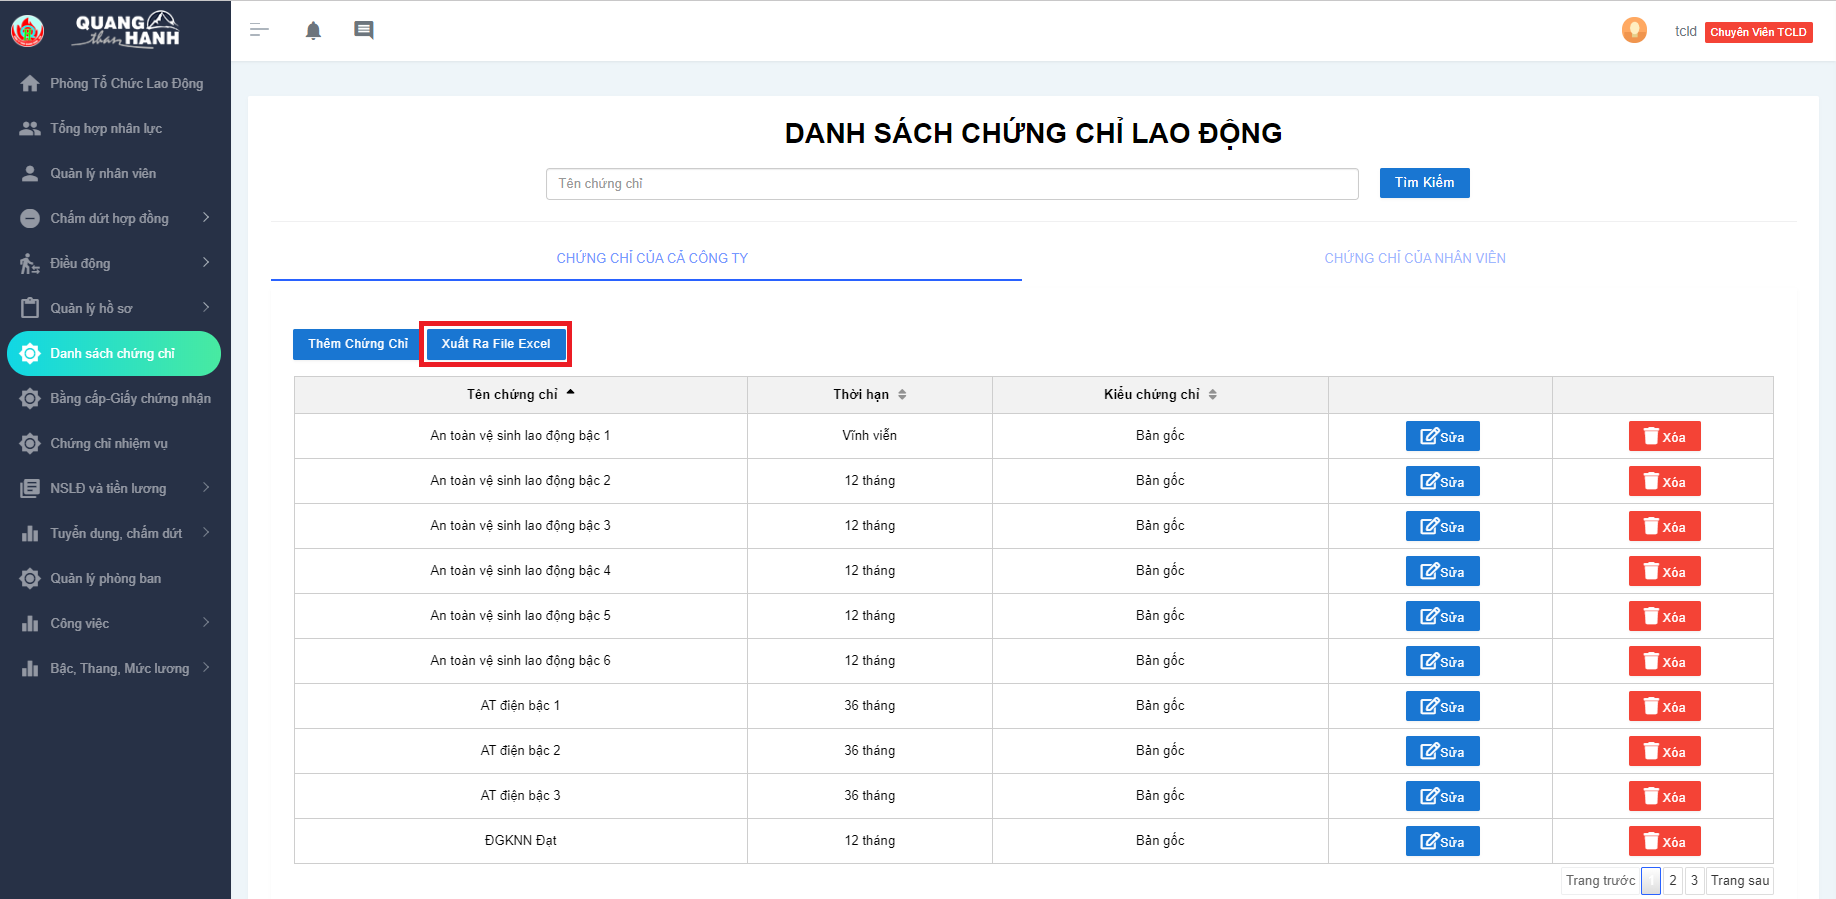 QUANG
than HẠNH
tcld Chuyên Viên TCLD
Phòng Tổ Chức Lao Động
Tổng hợp nhân lực
Quản lý nhân viên
Chấm dứt hợp đồng
Điều động
Quản lý hồ sơ
Danh sách chứng chỉ
Bằng cấp-Giấy chứng nhận
Chứng chỉ nhiệm vụ
NSLĐ và tiền lương
Tuyển dụng, chấm dứt
Quản lý phòng ban
Công việc
Bậc, Thang, Mức lương
DANH SÁCH CHỨNG CHỈ LAO ĐỘNG
Tên chứng chỉ Tìm Kiếm
CHỨNG CHỈ CỦA CẢ CÔNG TY CHỨNG CHỈ CỦA NHÂN VIÊN
Thêm Chứng Chỉ Xuất Ra File Excel
Tên chứng chỉ Thời hạn Kiểu chứng chỉ
An toàn vệ sinh lao động bậc 1 Vĩnh viễn Bản gốc Sửa Xóa
An toàn vệ sinh lao động bậc 2 12 tháng Bản gốc Sửa Xóa
An toàn vệ sinh lao động bậc 3 12 tháng Bản gốc Sửa Xóa
An toàn vệ sinh lao động bậc 4 12 tháng Bản gốc Sửa Xóa
An toàn vệ sinh lao động bậc 5 12 tháng Bản gốc Sửa Xóa
An toàn vệ sinh lao động bậc 6 12 tháng Bản gốc Sửa Xóa
AT điện bậc 1 36 tháng Bản gốc Sửa Xóa
AT điện bậc 2 36 tháng Bản gốc Sửa Xóa
AT điện bậc 3 36 tháng Bản gốc Sửa Xóa
ĐGKNN Đạt 12 tháng Bản gốc Sửa Xóa
Trang trước 2 3 Trang sau